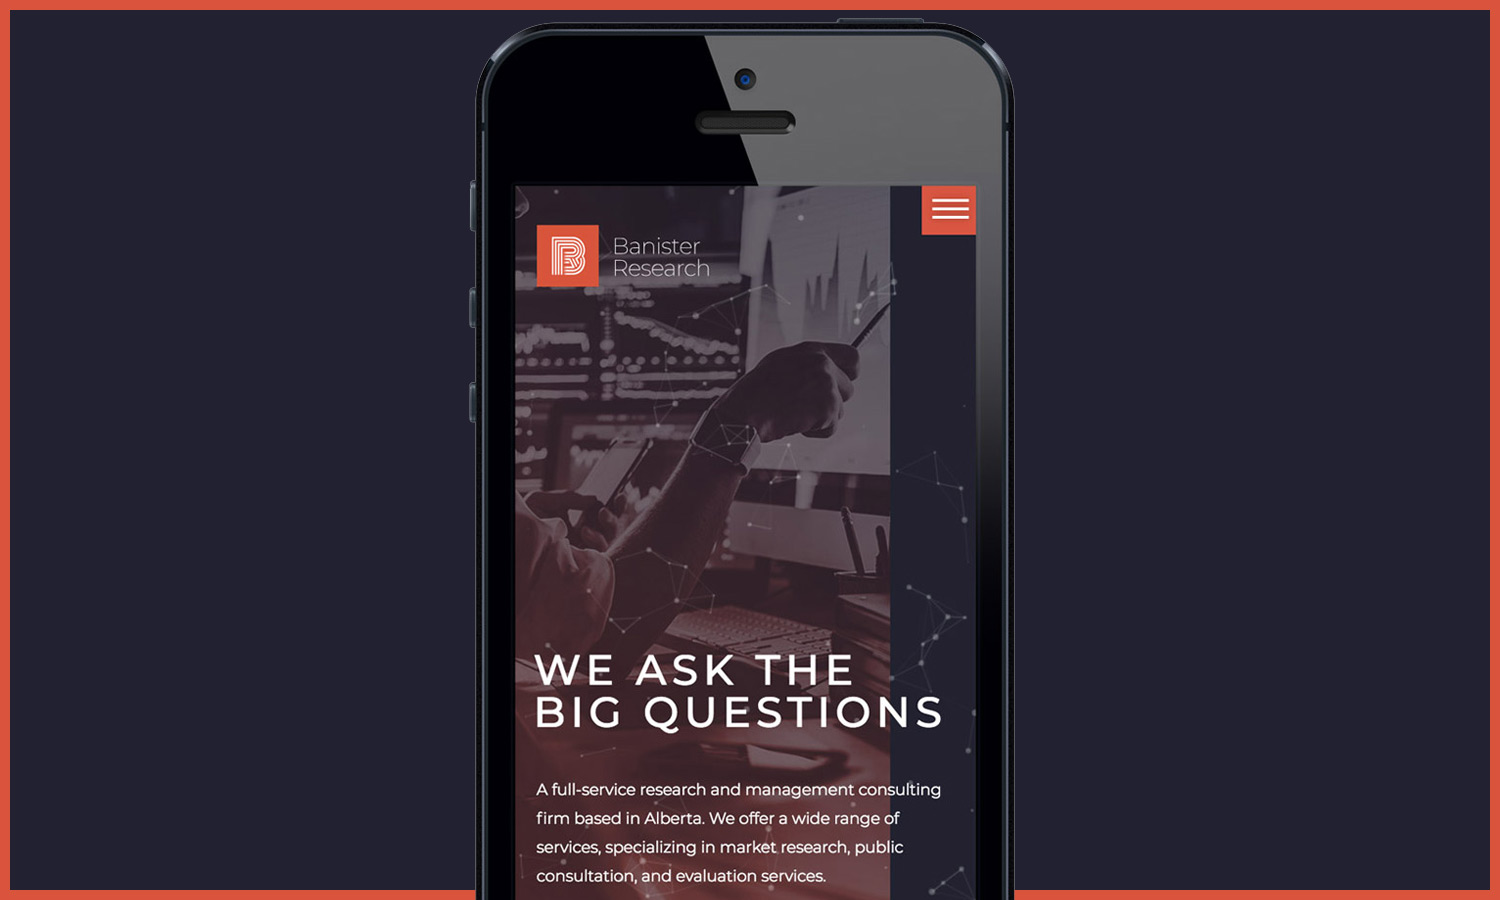 Banister
Research
WE ASK THE
BIG QUESTIONS
A full-service research and management consulting
firm based in Alberta. We offer a wide range of
services, specializing in market research, public
consultation, and evaluation services.